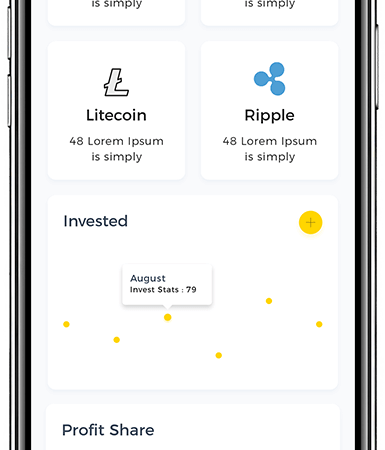 is simply
is simply
Litecoin
Ripple
48 Lorem Ipsum
is simply
48 Lorem Ipsum
is simply
Invested
August
Invest Stats : 79
Profit Share